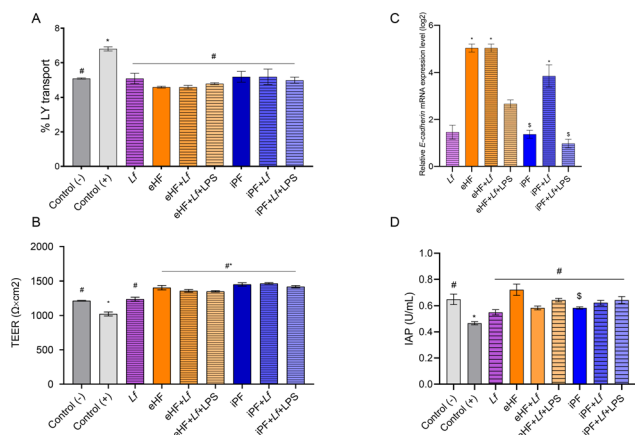 A
% LY transport
8
6
4
2
0
#
*
#
Control (-)
Control (+)
Lf
eHF
eHF+Lf
eHF+Lf+LPS
iPF
iPF+Lf
iPF+Lf+LPS
B
TEER (Ω×cm2)
2000
1400
1000
500
0
#
*
#
#*
Control (-)
Control (+)
Lf
eHF
eHF+Lf
eHF+Lf+LPS
iPF
iPF+Lf
iPF+Lf+LPS
C
Relative E-cadherin mRNA expression level (log2)
6
4
2
0
*
*
$
*
$
Lf
eHF
eHF+Lf
eHF+Lf+LPS
iPF
iPF+Lf
iPF+Lf+LPS
D
IAP (U/mL)
1.0
0.8
0.6
0.4
0.2
0.0
#
*
#
$
Control (-)
Control (+)
Lf
eHF
eHF+Lf
eHF+Lf+LPS
iPF
iPF+Lf
iPF+Lf+LPS